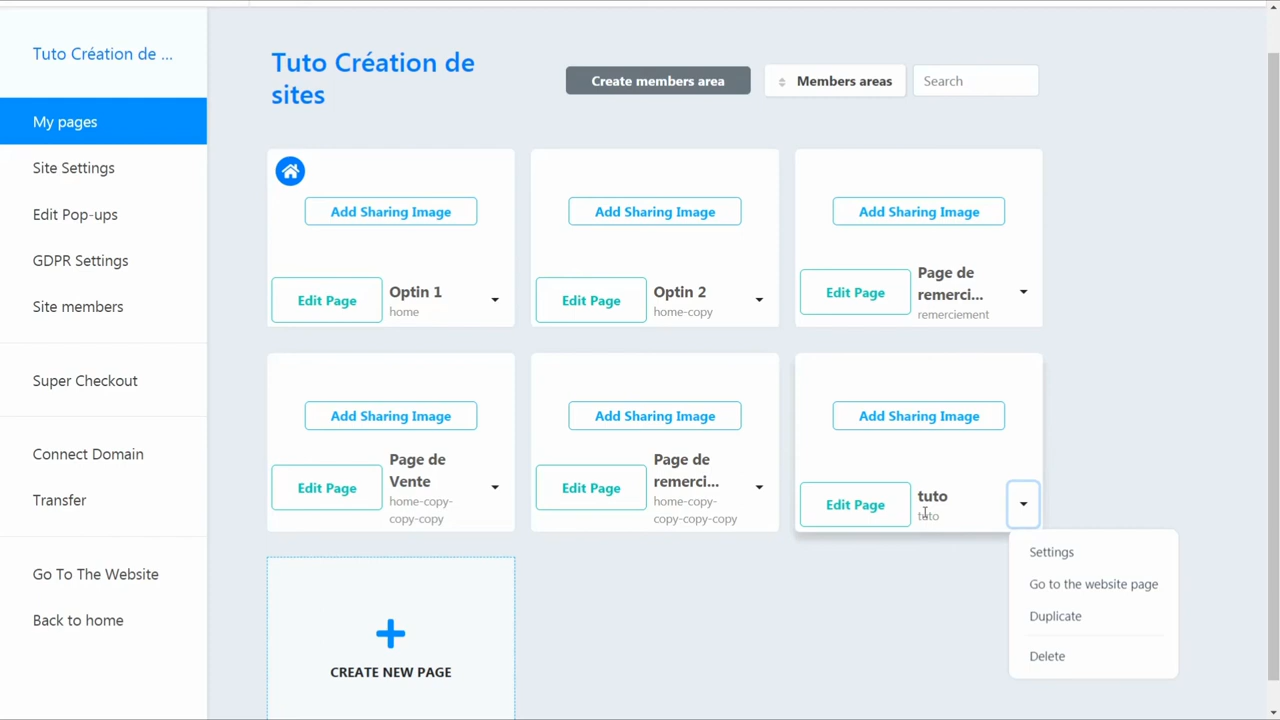 Tuto Création de ...
My pages
Site Settings
Edit Pop-ups
GDPR Settings
Site members
Super Checkout
Connect Domain
Transfer
Go To The Website
Back to home
Tuto Création de
sites
Create members area
Members areas
Search
Add Sharing Image
Edit Page
Optin 1
home
Add Sharing Image
Edit Page
Optin 2
home-copy
Add Sharing Image
Edit Page
Page de
remerci...
remerciement
Add Sharing Image
Edit Page
Page de
Vente
home-copy-
copy-copy
Add Sharing Image
Edit Page
Page de
remerci...
home-copy-
copy-copy-copy
Add Sharing Image
Edit Page
tuto
tuto
Settings
Go to the website page
Duplicate
Delete
CREATE NEW PAGE